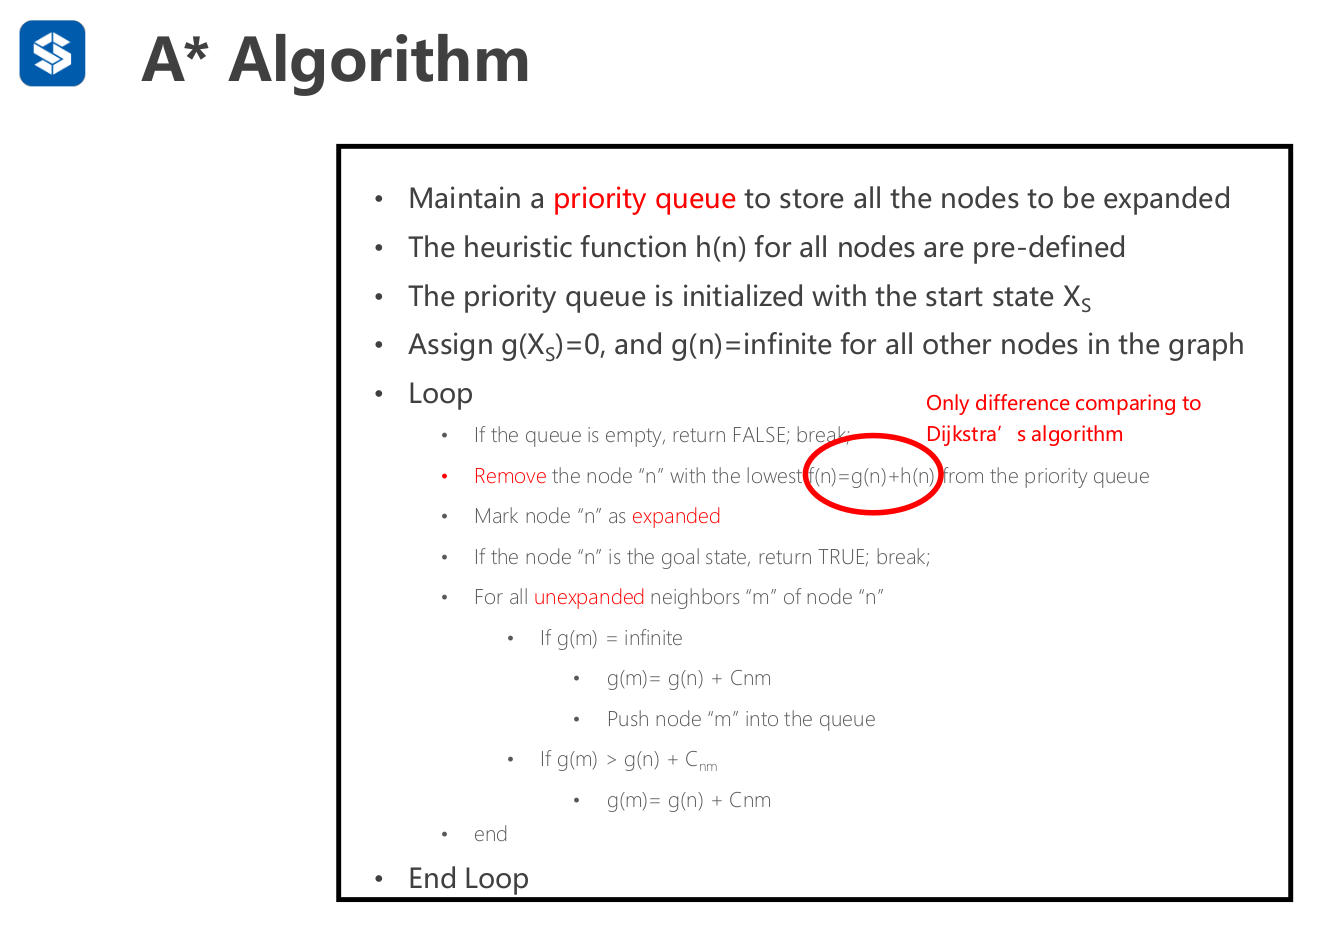 A* Algorithm
• Maintain a priority queue to store all the nodes to be expanded
• The heuristic function h(n) for all nodes are pre-defined
• The priority queue is initialized with the start state X_S
• Assign g(X_S)=0, and g(n)=infinite for all other nodes in the graph
• Loop
Only difference comparing to
Dijkstra’s algorithm
• If the queue is empty, return FALSE; break;
• Remove the node “n” with the lowest f(n)=g(n)+h(n) from the priority queue
• Mark node “n” as expanded
• If the node “n” is the goal state, return TRUE; break;
• For all unexpanded neighbors “m” of node “n”
• If g(m) = infinite
• g(m)= g(n) + Cnm
• Push node “m” into the queue
• If g(m) > g(n) + C_nm
• g(m)= g(n) + Cnm
• end
• End Loop